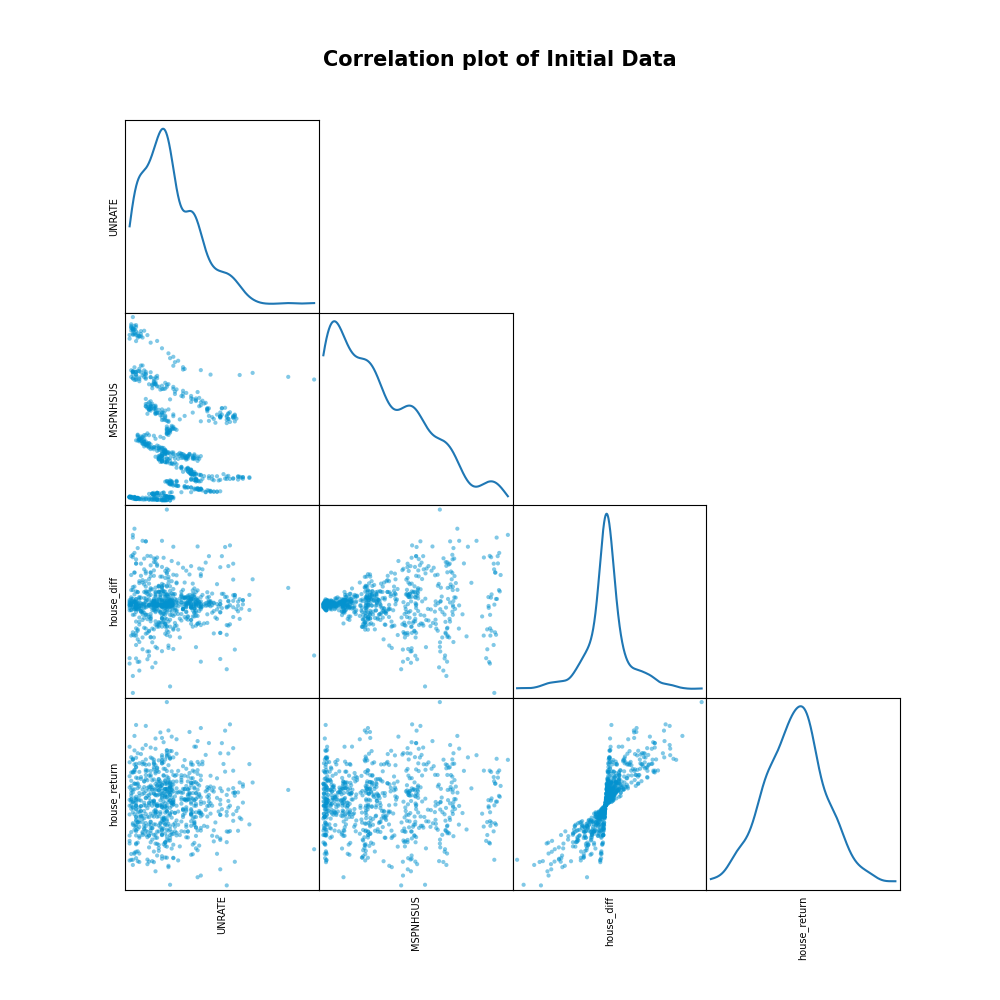 Correlation plot of Initial Data
UNRATE
MSPNHSUS
house_diff
house_return
UNRATE
MSPNHSUS
house_diff
house_return